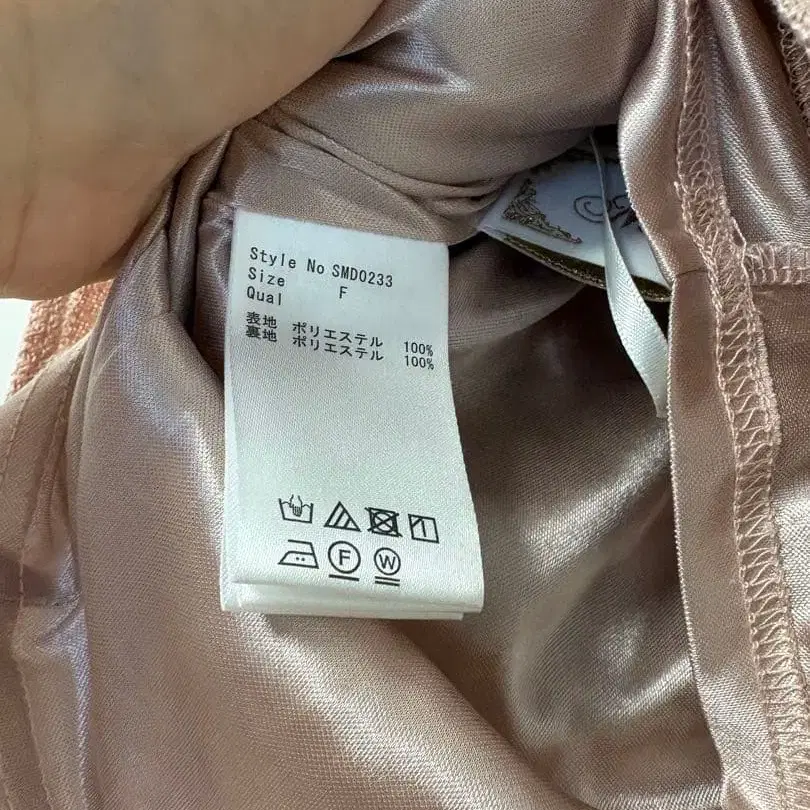 Style No SMD0233
Size F
Qual
表地 ポリエステル 100%
裏地 ポリエステル 100%
F W